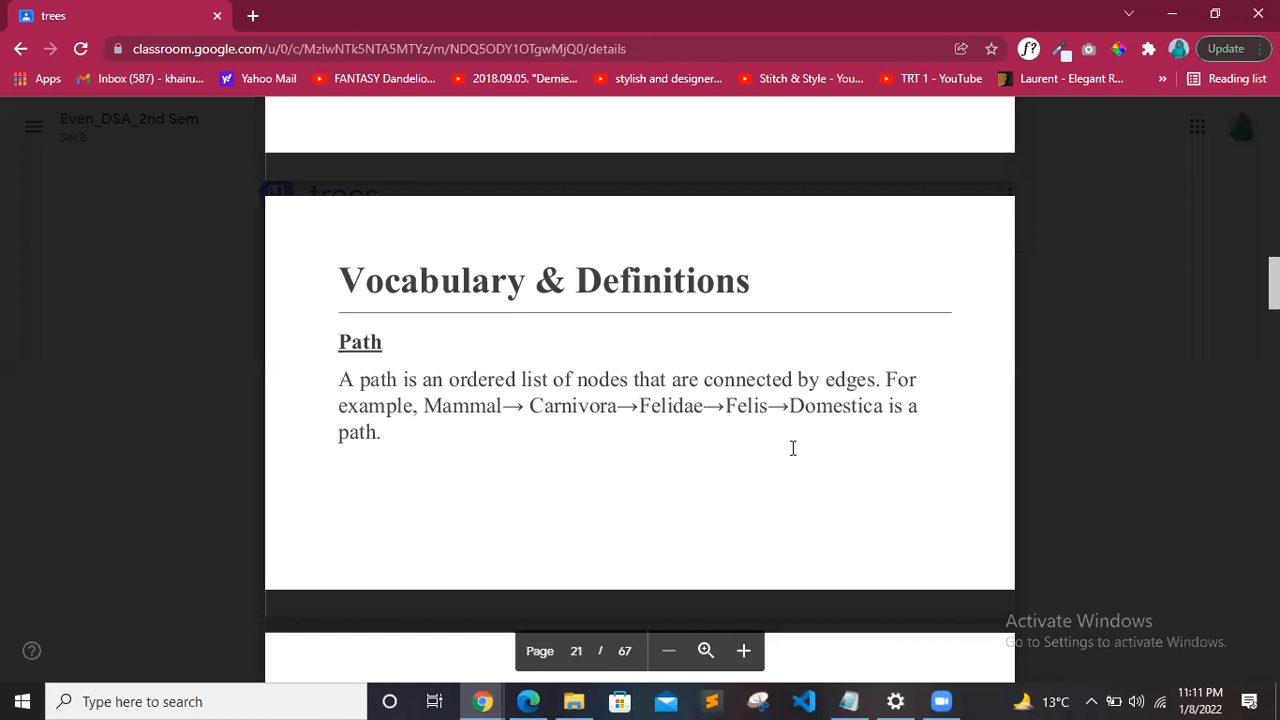 trees
classroom.google.com/u/0/c/MzIwNTk5NTA5MTYz/m/NDQ5ODY1OTgwMjQ0/details
Update
Apps
Inbox (587) - khairu...
Yahoo Mail
FANTASY Dandelio...
2018.09.05. "Dernie...
stylish and designer...
Stitch & Style - You...
TRT 1 - YouTube
Laurent - Elegant R...
Reading list
Even_DSA_2nd Sem
SecB
trees
Vocabulary & Definitions
Path
A path is an ordered list of nodes that are connected by edges. For
example, Mammal→ Carnivora→Felidae→Felis→Domestica is a
path.
Activate Windows
Go to Settings to activate Windows.
Page 21 / 67
Type here to search
13°C
11:11 PM
1/8/2022